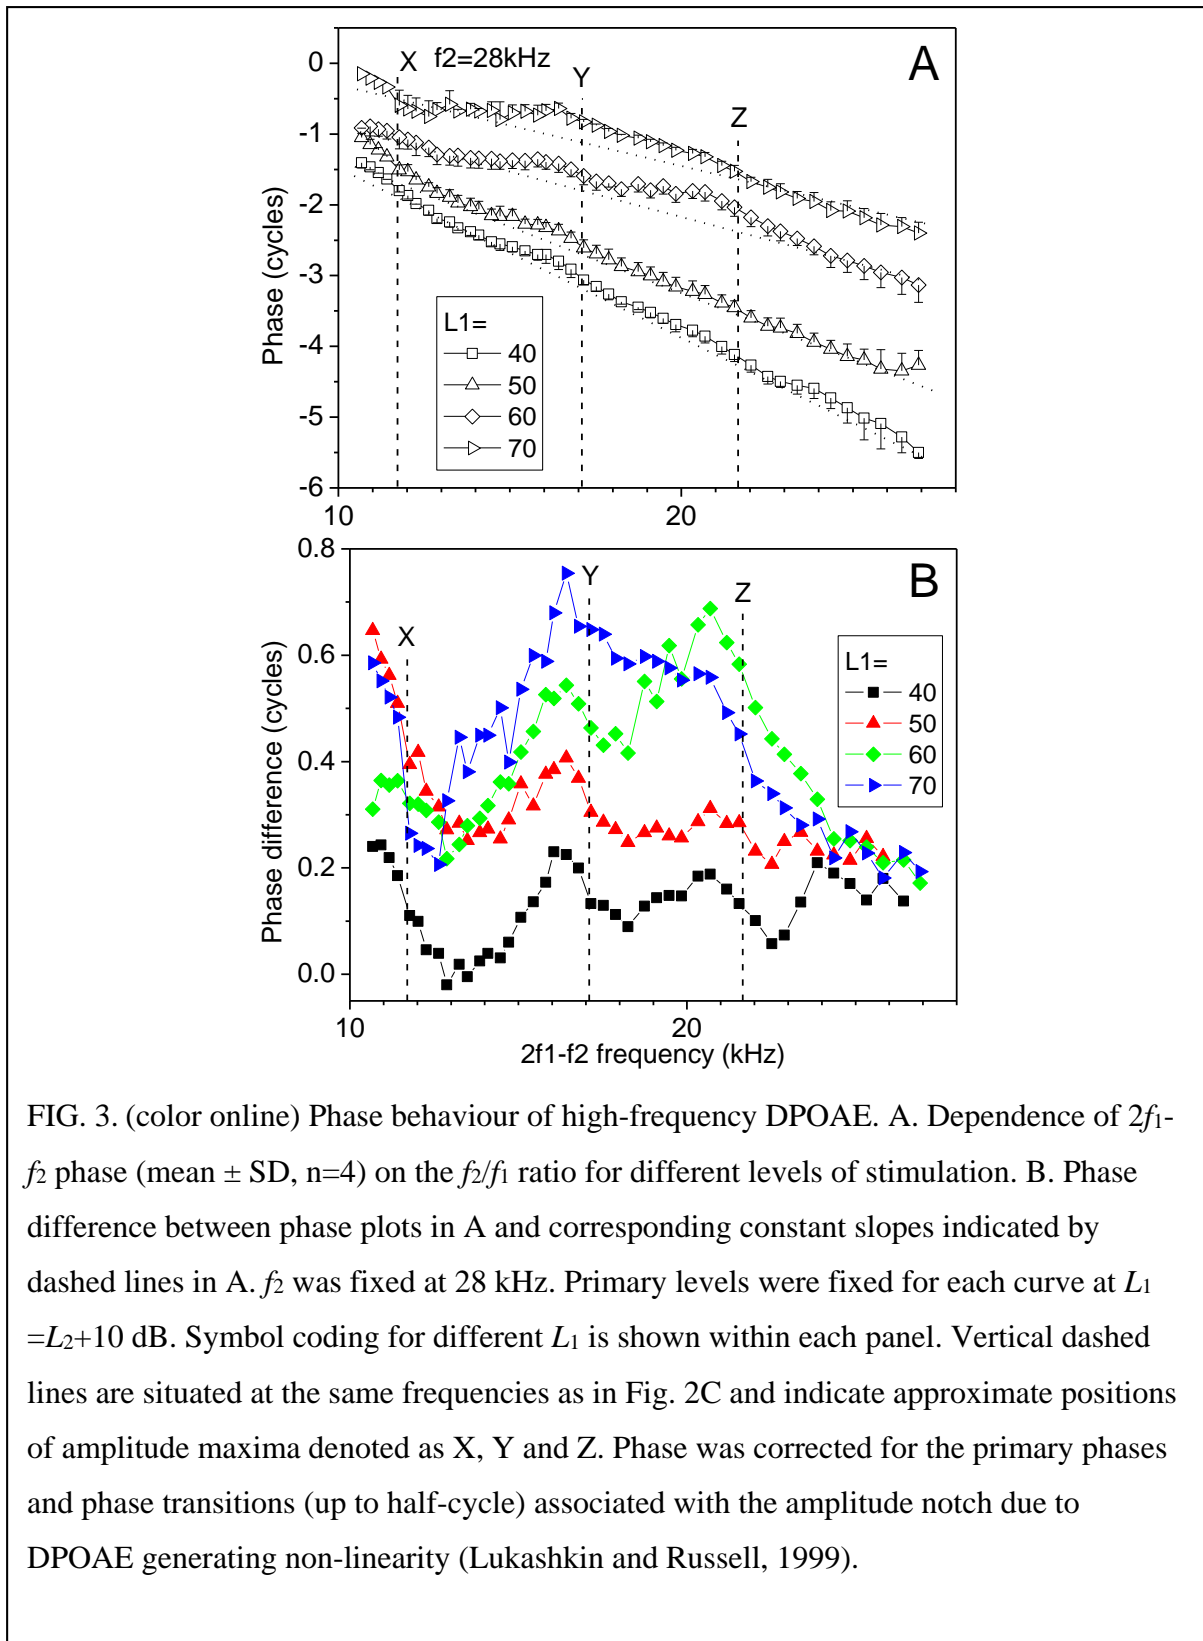 A
X
f2=28kHz
Y
Z
0
-1
-2
-3
-4
-5
-6
Phase (cycles)
L1=
40
50
60
70
10
20
B
X
Y
Z
0.8
0.6
0.4
0.2
0.0
Phase difference (cycles)
L1=
40
50
60
70
10
20
2f1-f2 frequency (kHz)
FIG. 3. (color online) Phase behaviour of high-frequency DPOAE. A. Dependence of 2f1-
f2 phase (mean ± SD, n=4) on the f2/f1 ratio for different levels of stimulation. B. Phase
difference between phase plots in A and corresponding constant slopes indicated by
dashed lines in A. f2 was fixed at 28 kHz. Primary levels were fixed for each curve at L1
=L2+10 dB. Symbol coding for different L1 is shown within each panel. Vertical dashed
lines are situated at the same frequencies as in Fig. 2C and indicate approximate positions
of amplitude maxima denoted as X, Y and Z. Phase was corrected for the primary phases
and phase transitions (up to half-cycle) associated with the amplitude notch due to
DPOAE generating non-linearity (Lukashkin and Russell, 1999).